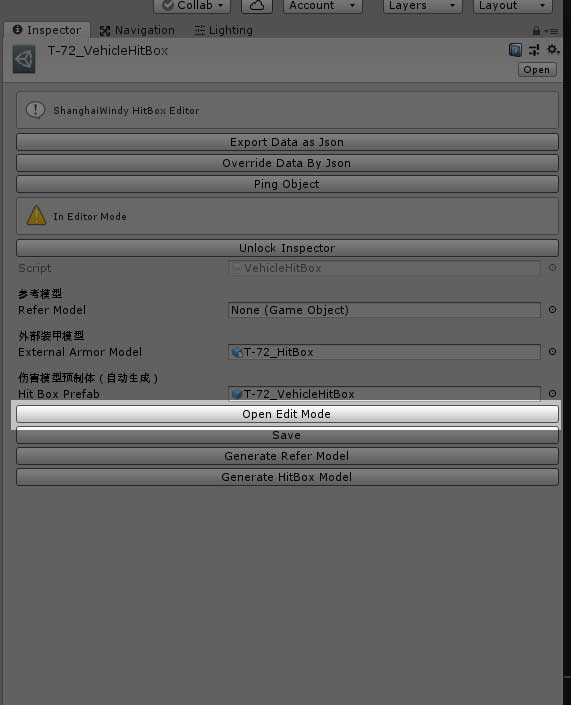 Collab Account Layers Layout
Inspector Navigation Lighting
T-72_VehicleHitBox
Open
ShanghaiWindy HitBox Editor
Export Data as Json
Override Data By Json
Ping Object
In Editor Mode
Unlock Inspector
Script VehicleHitBox
参考模型
Refer Model None (Game Object)
外部装甲模型
External Armor Model T-72_HitBox
伤害模型预制体（自动生成）
Hit Box Prefab T-72_VehicleHitBox
Open Edit Mode
Save
Generate Refer Model
Generate HitBox Model